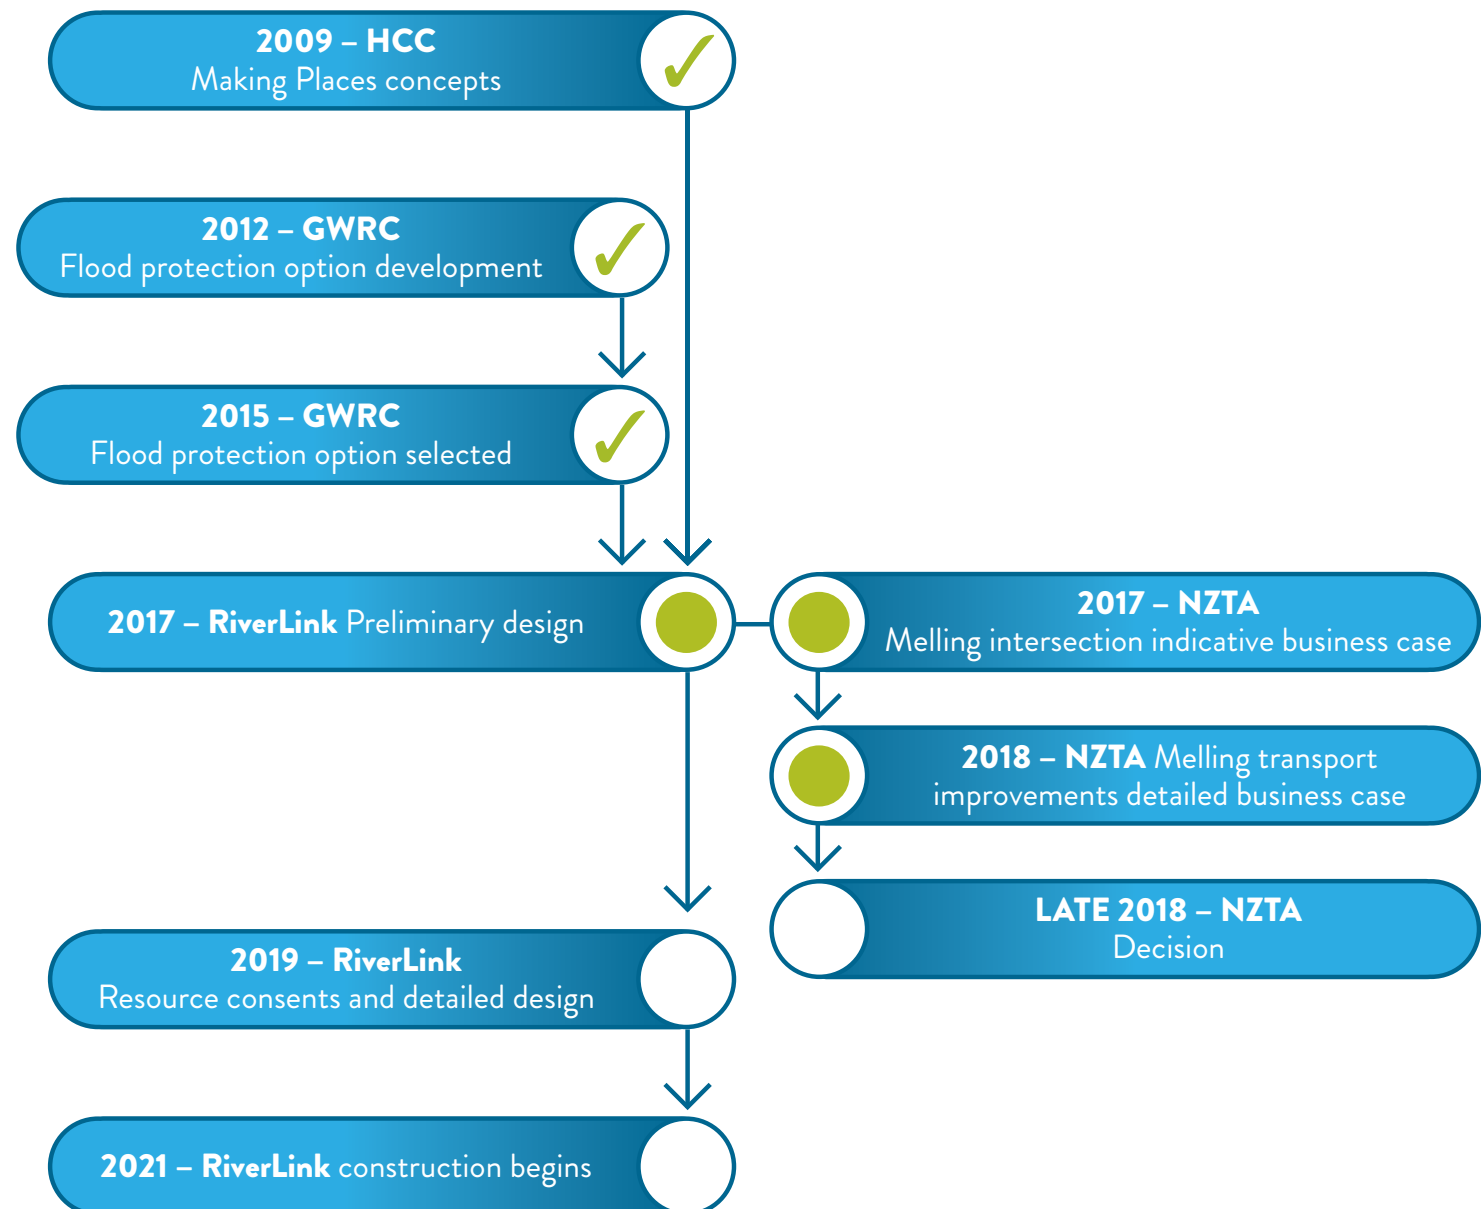 2009 – HCC
Making Places concepts
2012 – GWRC
Flood protection option development
2015 – GWRC
Flood protection option selected
2017 – RiverLink Preliminary design
2017 – NZTA
Melling intersection indicative business case
2018 – NZTA Melling transport
improvements detailed business case
LATE 2018 – NZTA
Decision
2019 – RiverLink
Resource consents and detailed design
2021 – RiverLink construction begins